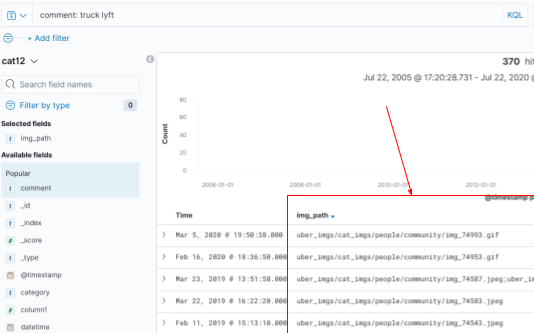 comment: truck lyft KQL
+ Add filter
cat12
370 hit
Search field names
Jul 22, 2005 @ 17:20:28.731 - Jul 22, 2020 @
Filter by type 0
Selected fields
t img_path
Available fields
Popular
t comment
t _id
t _index
# _score
t _type
@timestamp
t category
# column1
datetime
Count
80
60
40
20
0
2006-01-01 2008-01-01 2010-01-01 2012-01-01
@timestamp p
Time img_path
Mar 5, 2020 @ 19:50:38.000 uber_imgs/cat_imgs/people/community/img_74993.gif
Feb 16, 2020 @ 18:36:50.000 uber_imgs/cat_imgs/people/community/img_74953.gif
Mar 23, 2019 @ 13:51:58.000 uber_imgs/cat_imgs/people/community/img_74587.jpeg;uber_im
Mar 22, 2019 @ 16:22:20.000 uber_imgs/cat_imgs/people/community/img_74583.jpeg
Feb 11, 2019 @ 15:13:10.000 uber_imgs/cat_imgs/people/community/img_74543.jpeg